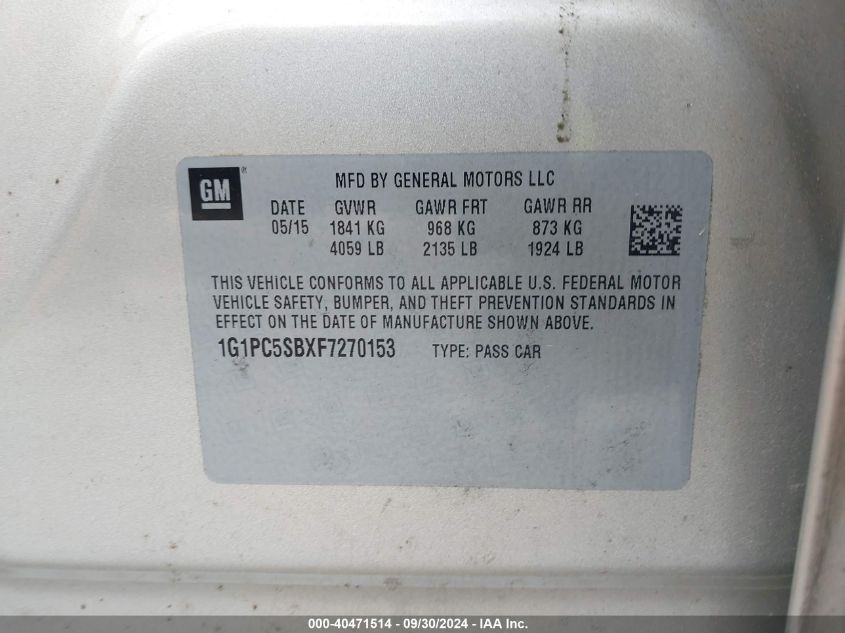 GM ®
MFD BY GENERAL MOTORS LLC
DATE GVWR GAWR FRT GAWR RR
05/15 1841 KG 968 KG 873 KG
4059 LB 2135 LB 1924 LB
THIS VEHICLE CONFORMS TO ALL APPLICABLE U.S. FEDERAL MOTOR
VEHICLE SAFETY, BUMPER, AND THEFT PREVENTION STANDARDS IN
EFFECT ON THE DATE OF MANUFACTURE SHOWN ABOVE.
1G1PC5SBXF7270153 TYPE: PASS CAR
000-40471514 - 09/30/2024 - IAA Inc.